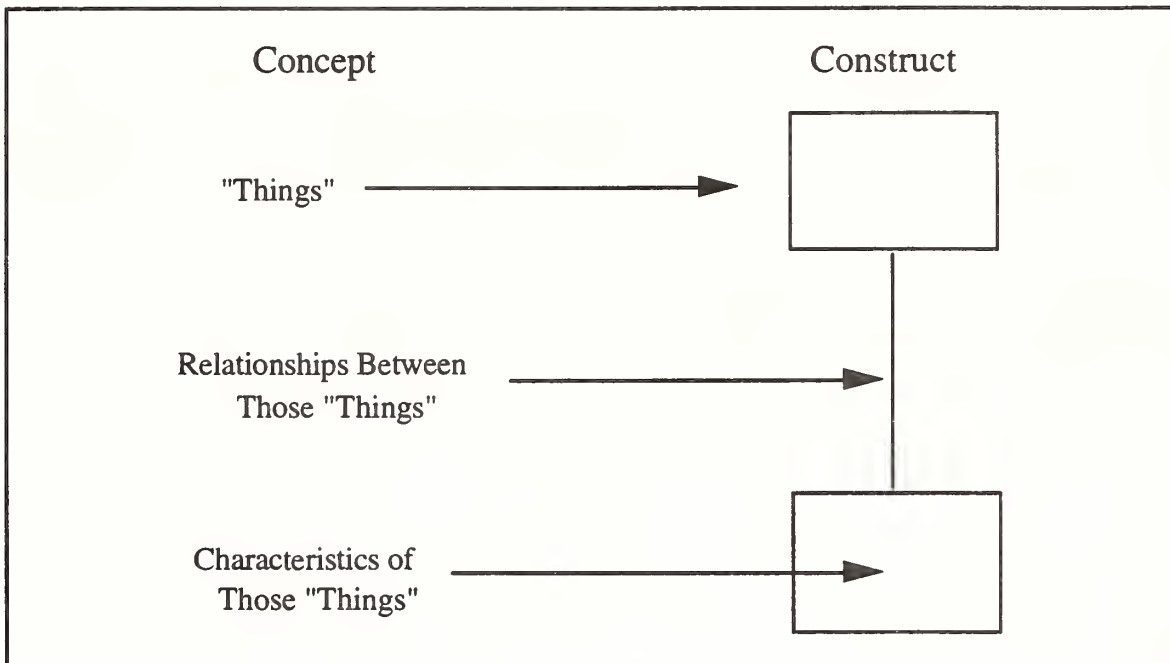 Concept Construct
"Things"
Relationships Between
Those "Things"
Characteristics of
Those "Things"